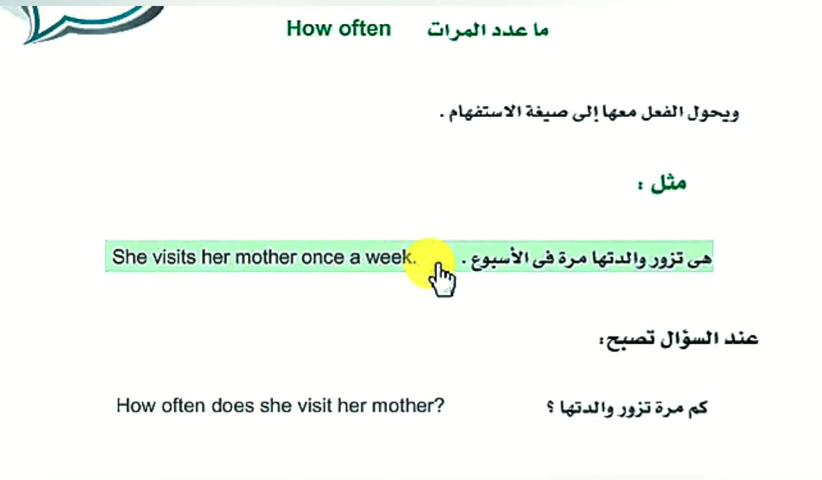 How often ما عدد المرات
ويحول الفعل معها إلى صيغة الاستفهام .
مثل :
She visits her mother once a week. هى تزور والدتها مرة فى الأسبوع .
عند السؤال تصبح:
How often does she visit her mother? كم مرة تزور والدتها ؟